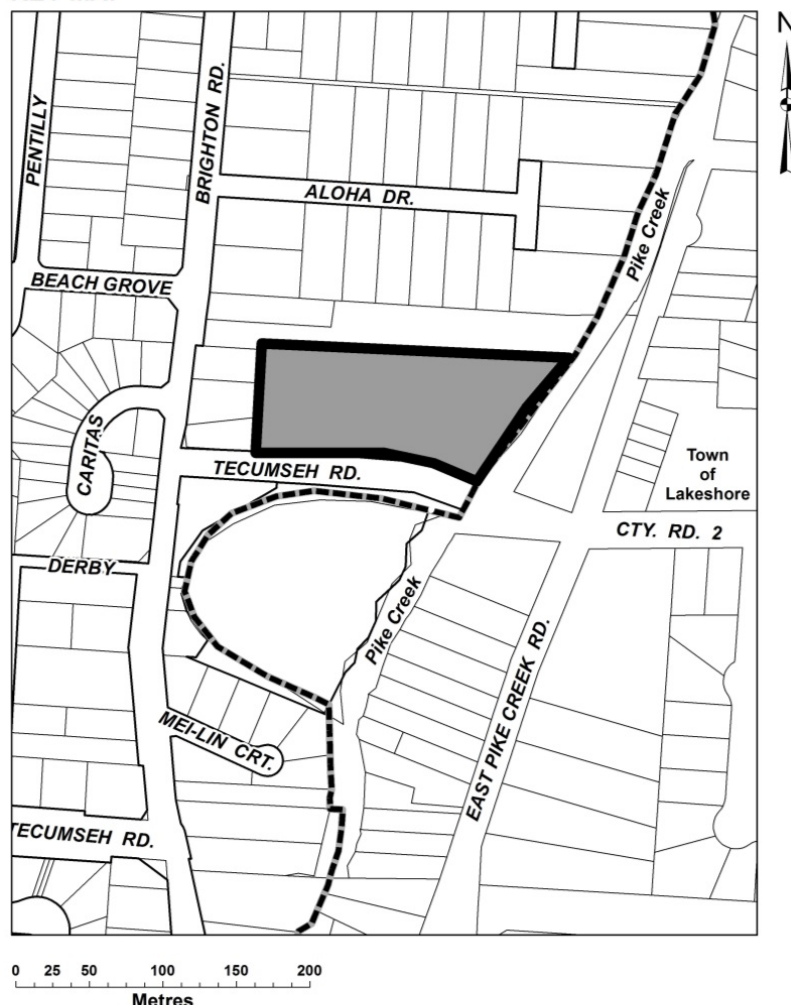 N
PENTILLY
BRIGHTON RD.
ALOHA DR.
Pike Creek
BEACH GROVE
CARITAS
TECUMSEH RD.
Town
of
Lakeshore
CTY. RD. 2
DERBY
Pike Creek
EAST PIKE CREEK RD.
MEI-LIN CRT.
TECUMSEH RD.
0 25 50 100 150 200
Metres